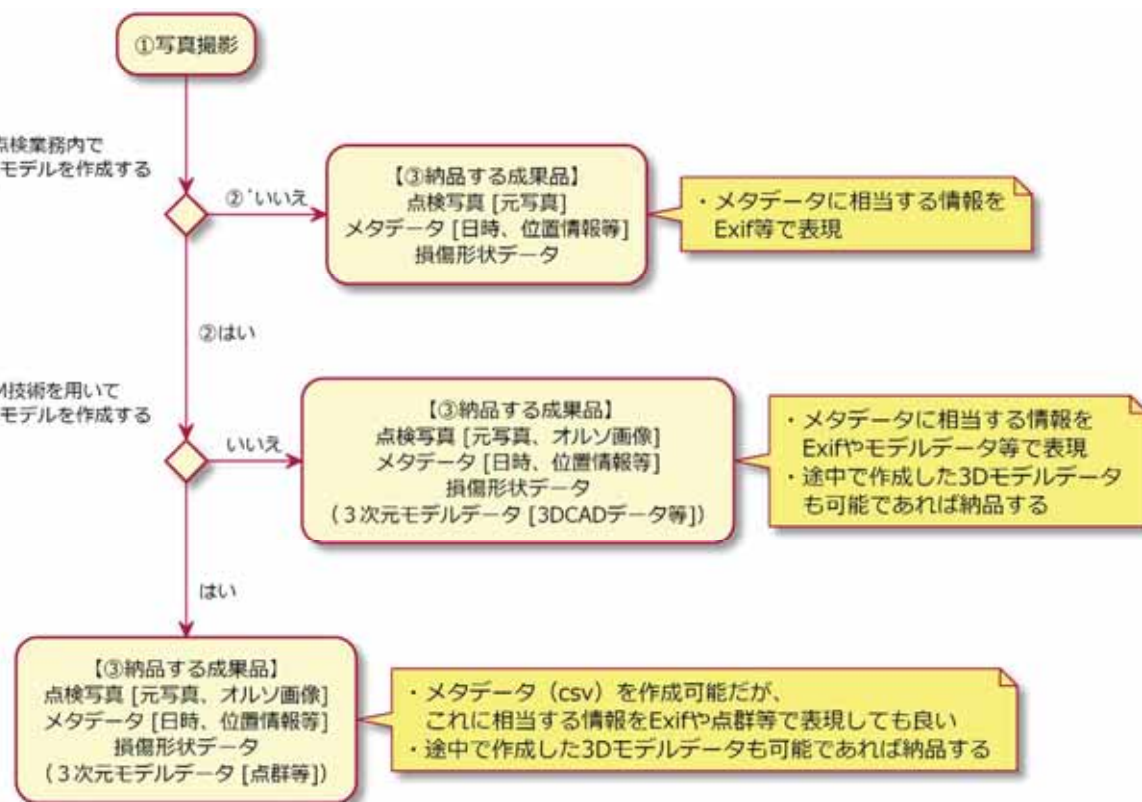 ①写真撮影
点検業務内で
モデルを作成する
②'いいえ
【③納品する成果品】
点検写真 [元写真]
メタデータ [日時、位置情報等]
損傷形状データ
・メタデータに相当する情報を
Exif等で表現
②はい
M技術を用いて
モデルを作成する
いいえ
【③納品する成果品】
点検写真 [元写真、オルソ画像]
メタデータ [日時、位置情報等]
損傷形状データ
(３次元モデルデータ [3DCADデータ等])
・メタデータに相当する情報を
Exifやモデルデータ等で表現
・途中で作成した3Dモデルデータ
も可能であれば納品する
はい
【③納品する成果品】
点検写真 [元写真、オルソ画像]
メタデータ [日時、位置情報等]
損傷形状データ
(３次元モデルデータ [点群等])
・メタデータ（csv）を作成可能だが、
これに相当する情報をExifや点群等で表現しても良い
・途中で作成した3Dモデルデータも可能であれば納品する